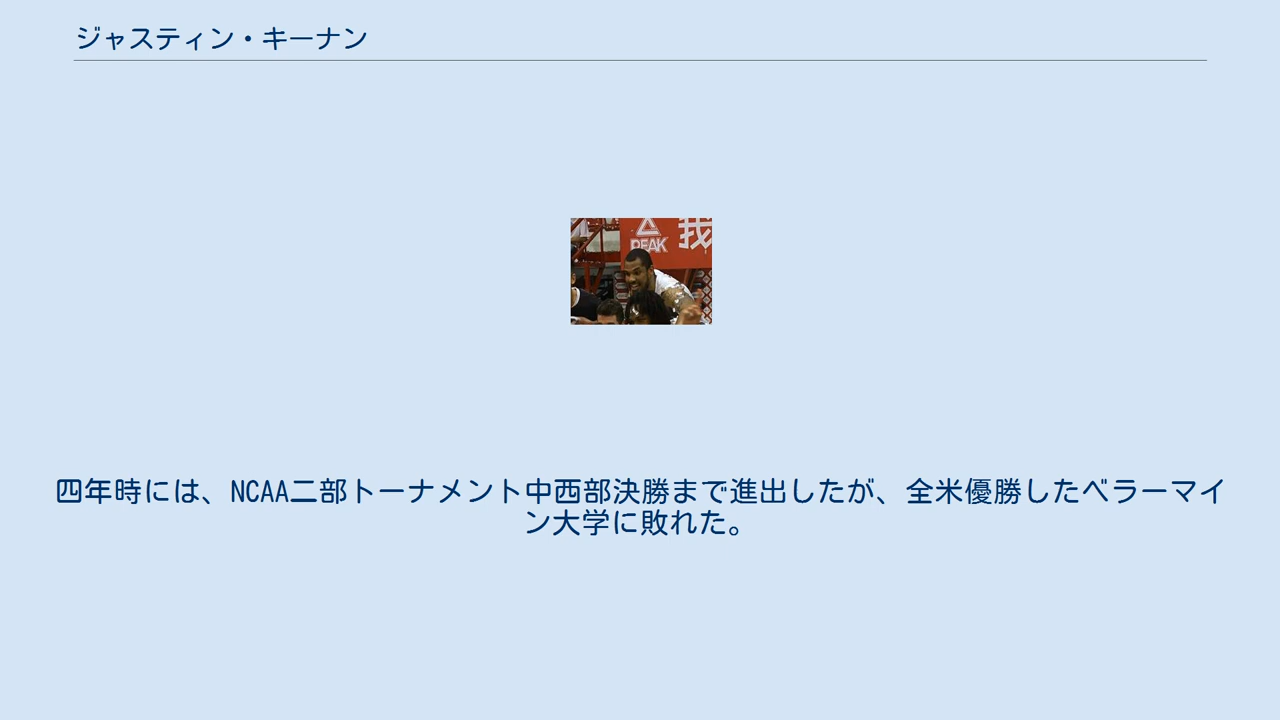 ジャスティン・キーナン
PEAK
我
四年時には、NCAA二部トーナメント中西部決勝まで進出したが、全米優勝したベラーマイ
ン大学に敗れた。